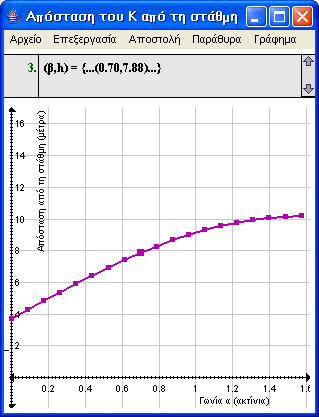 Απόσταση του Κ από τη στάθμη
Αρχείο Επεξεργασία Αποστολή Παράθυρα Γράφημα
3. (β,h) = {...(0.70,7.88)...}
Απόσταση από τη στάθμη (μέτρα)
16
14
12
10
8
6
4
2
0,2 0,4 0,6 0,8 1 1,2 1,4 1,6
Γωνία α (ακτίνια)